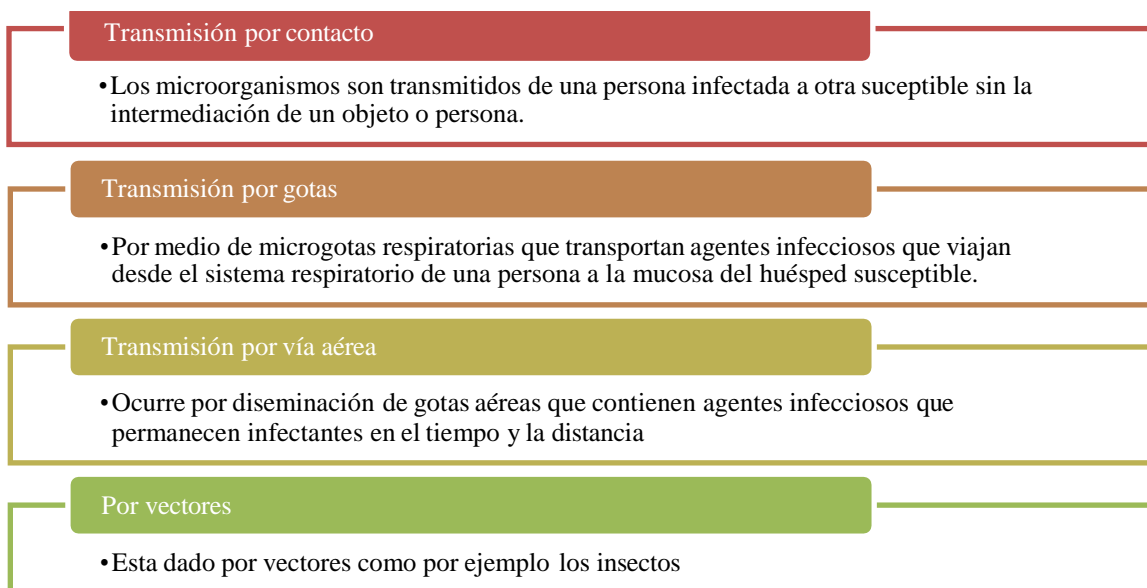 Transmisión por contacto
•Los microorganismos son transmitidos de una persona infectada a otra suceptible sin la
intermediación de un objeto o persona.
Transmisión por gotas
•Por medio de microgotas respiratorias que transportan agentes infecciosos que viajan
desde el sistema respiratorio de una persona a la mucosa del huésped susceptible.
Transmisión por vía aérea
•Ocurre por diseminación de gotas aéreas que contienen agentes infecciosos que
permanecen infectantes en el tiempo y la distancia
Por vectores
•Esta dado por vectores como por ejemplo los insectos